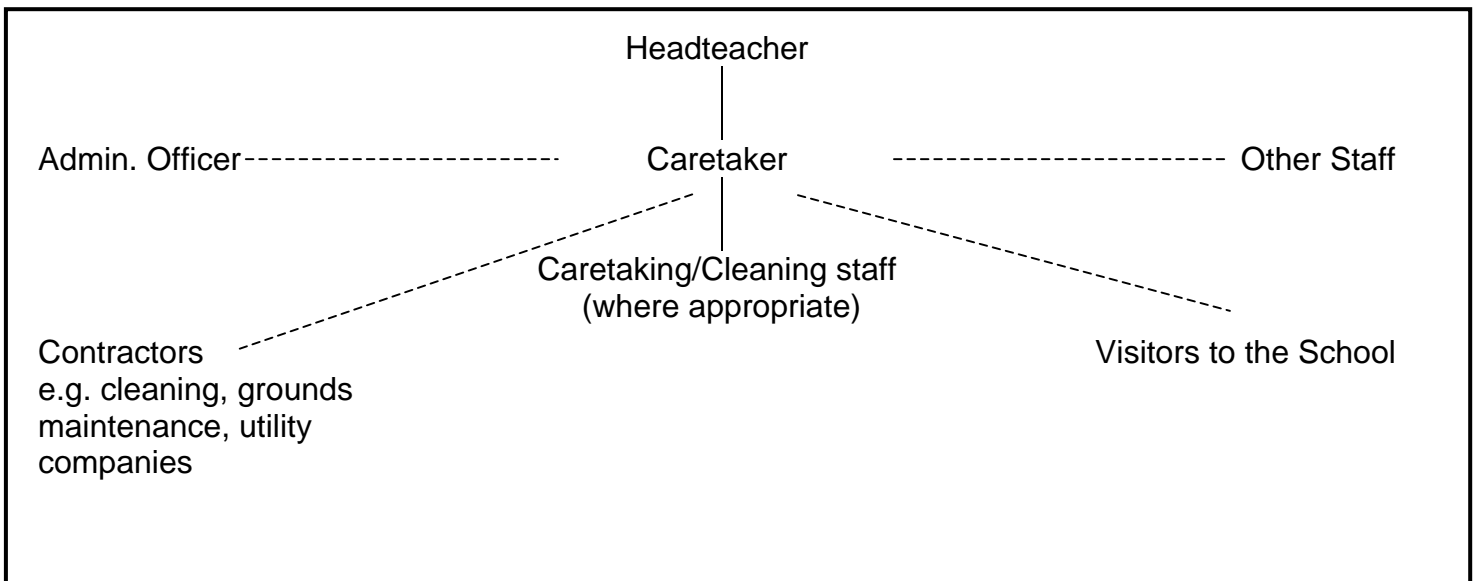 Headteacher
Admin. Officer
Caretaker
Other Staff
Caretaking/Cleaning staff
(where appropriate)
Contractors
e.g. cleaning, grounds
maintenance, utility
companies
Visitors to the School